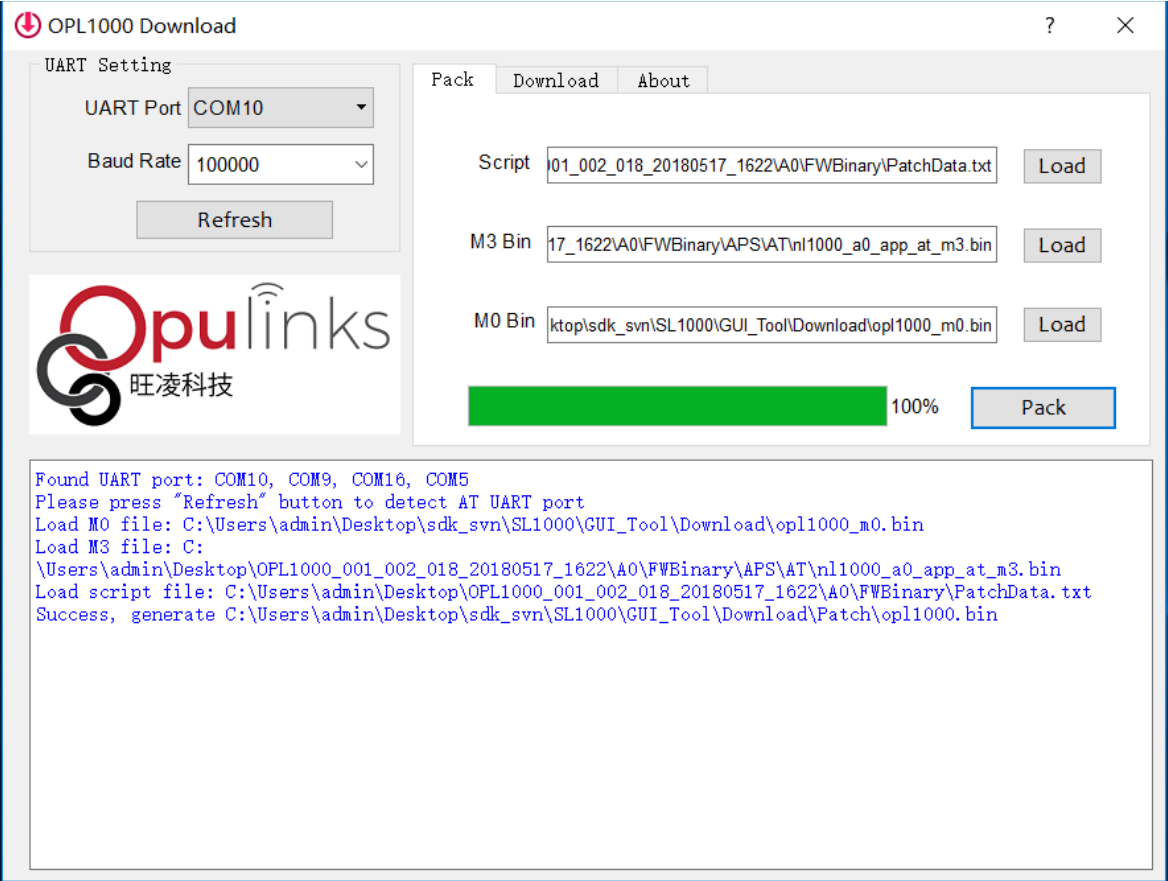 OPL1000 Download
?
UART Setting
UART Port COM10
Baud Rate 100000
Refresh
Opulinks
旺凌科技
Pack Download About
Script 001_002_018_20180517_1622\A0\FWBinary\PatchData.txt Load
M3 Bin 17_1622\A0\FWBinary\APS\AT\nl1000_a0_app_at_m3.bin Load
M0 Bin ktop\sdk_svn\SL1000\GUI_Tool\Download\opl1000_m0.bin Load
100% Pack
Found UART port: COM10, COM9, COM16, COM5
Please press "Refresh" button to detect AT UART port
Load M0 file: C:\Users\admin\Desktop\sdk_svn\SL1000\GUI_Tool\Download\opl1000_m0.bin
Load M3 file: C:
\Users\admin\Desktop\OPL1000_001_002_018_20180517_1622\A0\FWBinary\APS\AT\nl1000_a0_app_at_m3.bin
Load script file: C:\Users\admin\Desktop\OPL1000_001_002_018_20180517_1622\A0\FWBinary\PatchData.txt
Success, generate C:\Users\admin\Desktop\sdk_svn\SL1000\GUI_Tool\Download\Patch\opl1000.bin